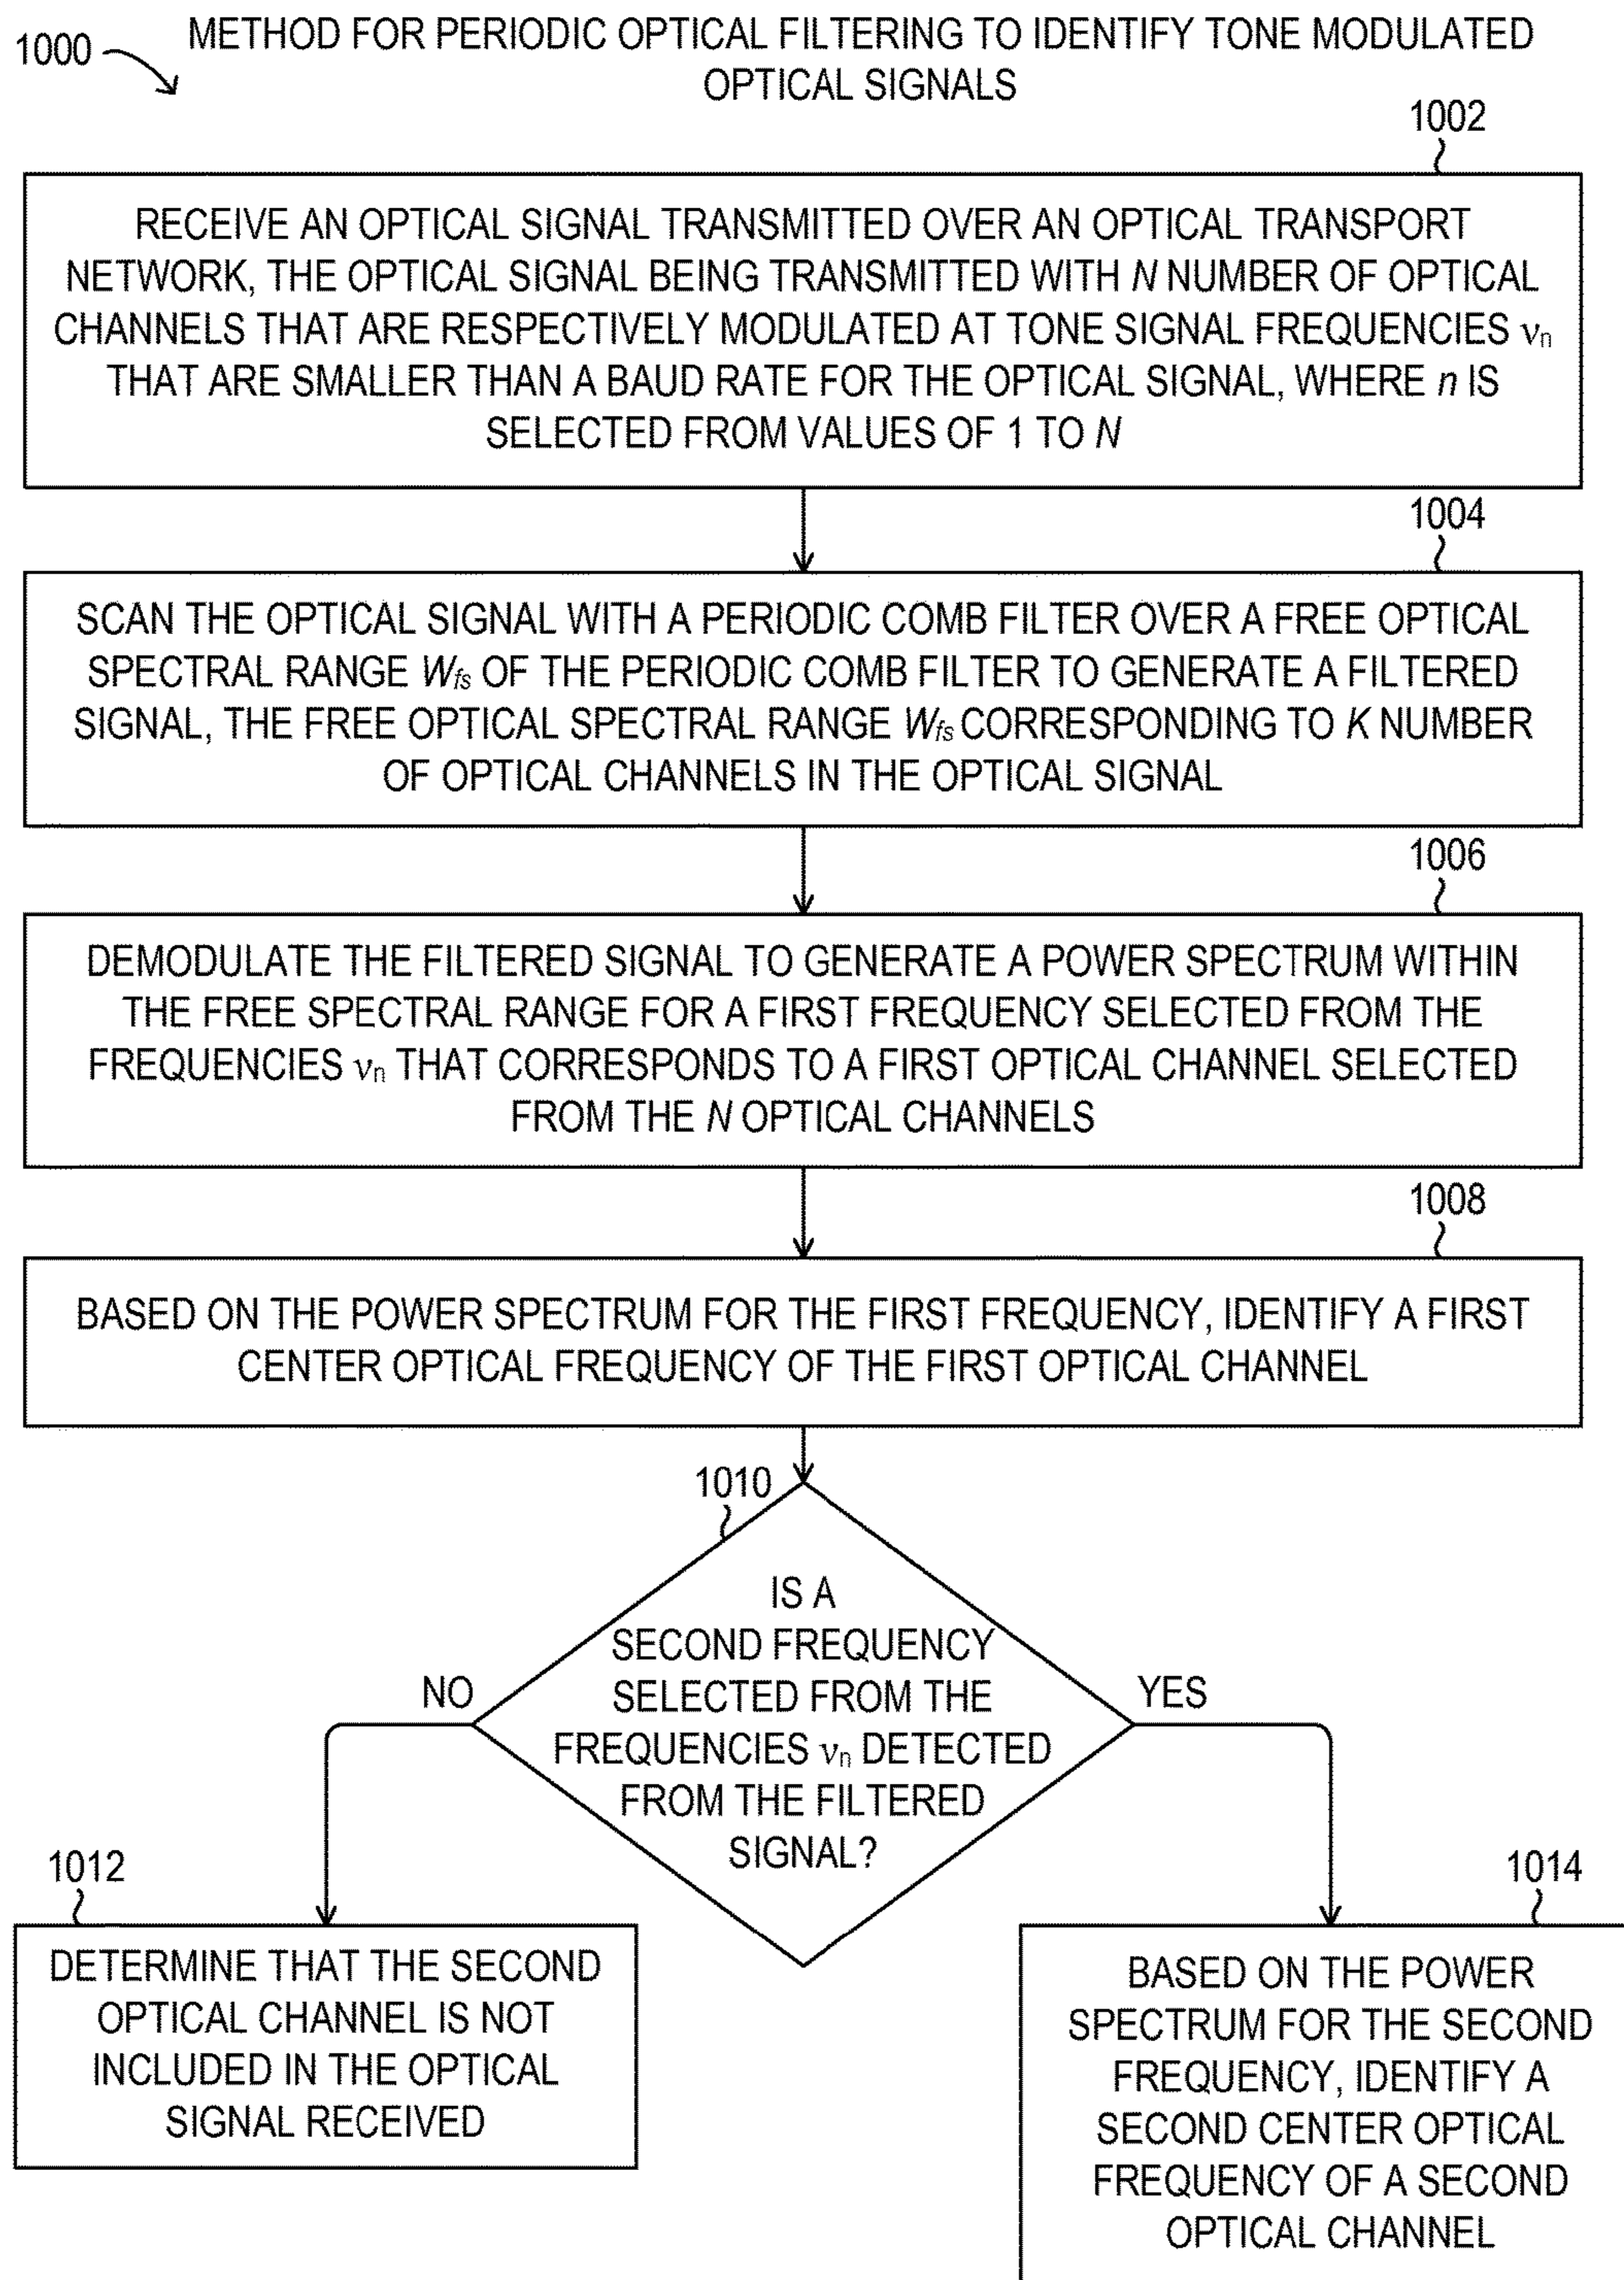 METHOD FOR PERIODIC OPTICAL FILTERING TO IDENTIFY TONE MODULATED
OPTICAL SIGNALS
1000
1002
RECEIVE AN OPTICAL SIGNAL TRANSMITTED OVER AN OPTICAL TRANSPORT
NETWORK, THE OPTICAL SIGNAL BEING TRANSMITTED WITH N NUMBER OF OPTICAL
CHANNELS THAT ARE RESPECTIVELY MODULATED AT TONE SIGNAL FREQUENCIES νn
THAT ARE SMALLER THAN A BAUD RATE FOR THE OPTICAL SIGNAL, WHERE n IS
SELECTED FROM VALUES OF 1 TO N
1004
SCAN THE OPTICAL SIGNAL WITH A PERIODIC COMB FILTER OVER A FREE OPTICAL
SPECTRAL RANGE Wfs OF THE PERIODIC COMB FILTER TO GENERATE A FILTERED
SIGNAL, THE FREE OPTICAL SPECTRAL RANGE Wfs CORRESPONDING TO K NUMBER
OF OPTICAL CHANNELS IN THE OPTICAL SIGNAL
1006
DEMODULATE THE FILTERED SIGNAL TO GENERATE A POWER SPECTRUM WITHIN
THE FREE SPECTRAL RANGE FOR A FIRST FREQUENCY SELECTED FROM THE
FREQUENCIES νn THAT CORRESPONDS TO A FIRST OPTICAL CHANNEL SELECTED
FROM THE N OPTICAL CHANNELS
1008
BASED ON THE POWER SPECTRUM FOR THE FIRST FREQUENCY, IDENTIFY A FIRST
CENTER OPTICAL FREQUENCY OF THE FIRST OPTICAL CHANNEL
1010
IS A
SECOND FREQUENCY
SELECTED FROM THE
FREQUENCIES νn DETECTED
FROM THE FILTERED
SIGNAL?
NO
YES
1012
DETERMINE THAT THE SECOND
OPTICAL CHANNEL IS NOT
INCLUDED IN THE OPTICAL
SIGNAL RECEIVED
1014
BASED ON THE POWER
SPECTRUM FOR THE SECOND
FREQUENCY, IDENTIFY A
SECOND CENTER OPTICAL
FREQUENCY OF A SECOND
OPTICAL CHANNEL